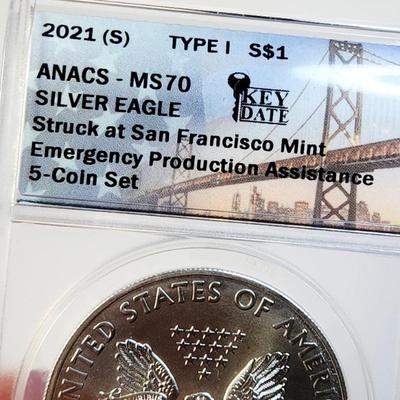 2021 (S) TYPE I S$1
ANACS - MS70
SILVER EAGLE
KEY
DATE
Struck at San Francisco Mint
Emergency Production Assistance
5-Coin Set
UNITED STATES OF AMER